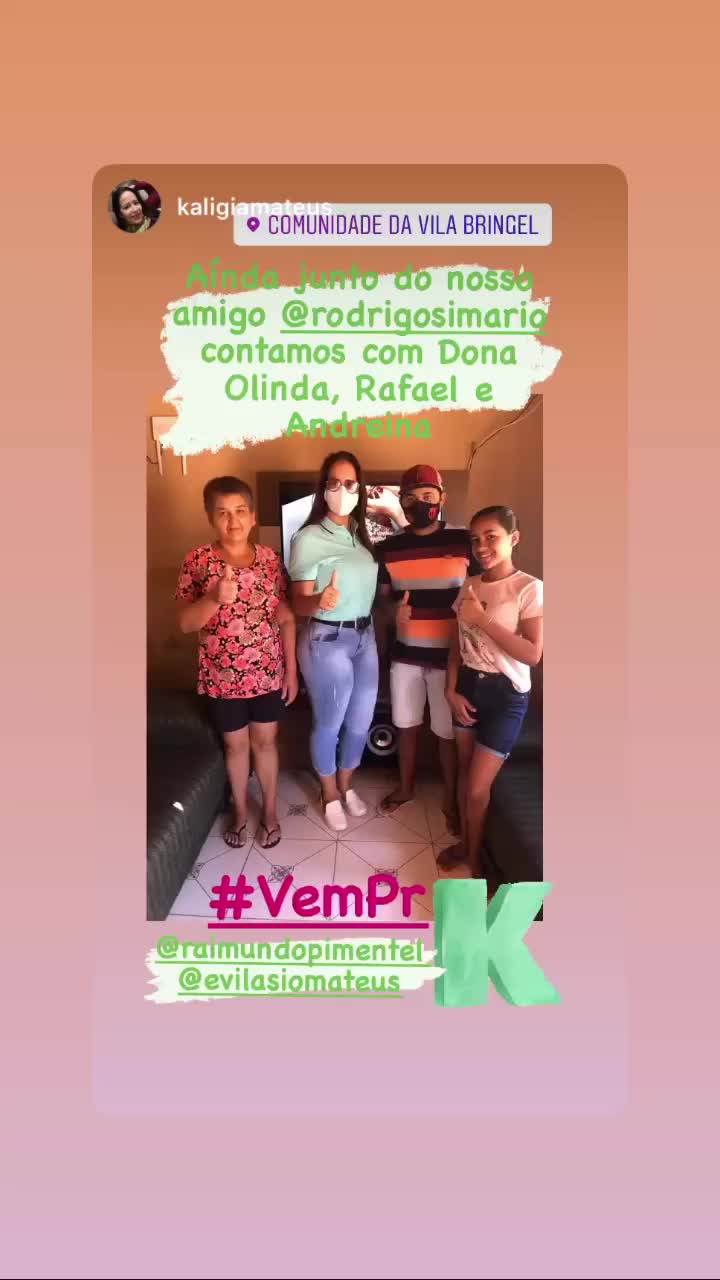 kaligiamateus
COMUNIDADE DA VILA BRINGEL
Ainda junto do nosso
amigo @rodrigosimario
contamos com Dona
Olinda, Rafael e
Andreina
#VemPr
K
@raimundopimentel
@evilasiomateus